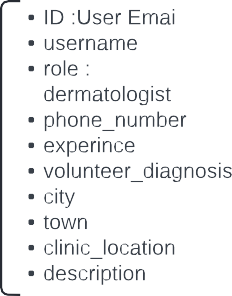 • ID :User Emai
• username
• role :
dermatologist
• phone_number
• experince
• volunteer_diagnosis
• city
• town
• clinic_location
• description